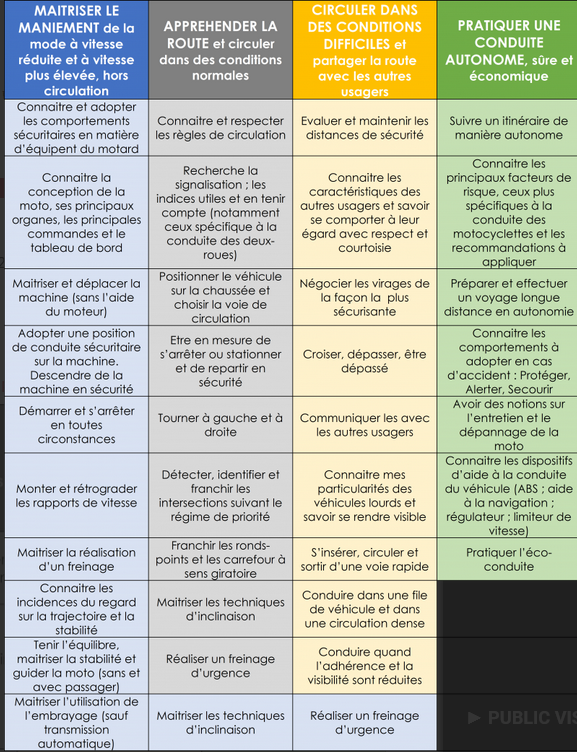 MAITRISER LE
MANIEMENT de la
mode à vitesse
réduite et à vitesse
plus élevée, hors
circulation
APPREHENDER LA
ROUTE et circuler
dans des conditions
normales
CIRCULER DANS
DES CONDITIONS
DIFFICILES et
partager la route
avec les autres
usagers
PRATIQUER UNE
CONDUITE
AUTONOME, sûre et
économique
Connaitre et adopter
les comportements
sécuritaires en matière
d'équipent du motard
Connaitre et respecter
les règles de circulation
Evaluer et maintenir les
distances de sécurité
Suivre un itinéraire de
manière autonome
Connaitre la
conception de la
moto, ses principaux
organes, les principales
commandes et le
tableau de bord
Recherche la
signalisation ; les
indices utiles et en tenir
compte (notamment
ceux spécifique à la
conduite des deux-
roues)
Connaitre les
caractéristiques des
autres usagers et savoir
se comporter à leur
égard avec respect et
courtoisie
Connaitre les
principaux facteurs de
risque, ceux plus
spécifiques à la
conduite des
motocyclettes et les
recommandations à
appliquer
Maitriser et déplacer la
machine (sans l'aide
du moteur)
Positionner le véhicule
sur la chaussée et
choisir la voie de
circulation
Négocier les virages de
la façon la plus
sécurisante
Préparer et effectuer
un voyage longue
distance en autonomie
Adopter une position
de conduite sécuritaire
sur la machine.
Descendre de la
machine en sécurité
Etre en mesure de
s'arrêter ou stationner
et de repartir en
sécurité
Croiser, dépasser, être
dépassé
Connaitre les
comportements à
adopter en cas
d'accident : Protéger,
Alerter, Secourir
Démarrer et s'arrêter
en toutes
circonstances
Tourner à gauche et à
droite
Communiquer les avec
les autres usagers
Avoir des notions sur
l'entretien et le
dépannage de la
moto
Monter et rétrograder
les rapports de vitesse
Détecter, identifier et
franchir les
intersections suivant le
régime de priorité
Connaitre mes
particularités des
véhicules lourds et
savoir se rendre visible
Connaitre les dispositifs
d'aide à la conduite
du véhicule (ABS ; aide
à la navigation ;
régulateur ; limiteur de
vitesse)
Maitriser la réalisation
d'un freinage
Franchir les ronds-
points et les carrefour à
sens giratoire
S'insérer, circuler et
sortir d'une voie rapide
Pratiquer l'éco-
conduite
Connaitre les
incidences du regard
sur la trajectoire et la
stabilité
Maitriser les techniques
d'inclinaison
Conduire dans une file
de véhicule et dans
une circulation dense
Tenir l'équilibre,
maitriser la stabilité et
guider la moto (sans et
avec passager)
Réaliser un freinage
d'urgence
Conduire quand
l'adhérence et la
visibilité sont réduites
Maitriser l'utilisation de
l'embrayage (sauf
transmission
automatique)
Maitriser les techniques
d'inclinaison
Réaliser un freinage
d'urgence
► PUBLIC VIS